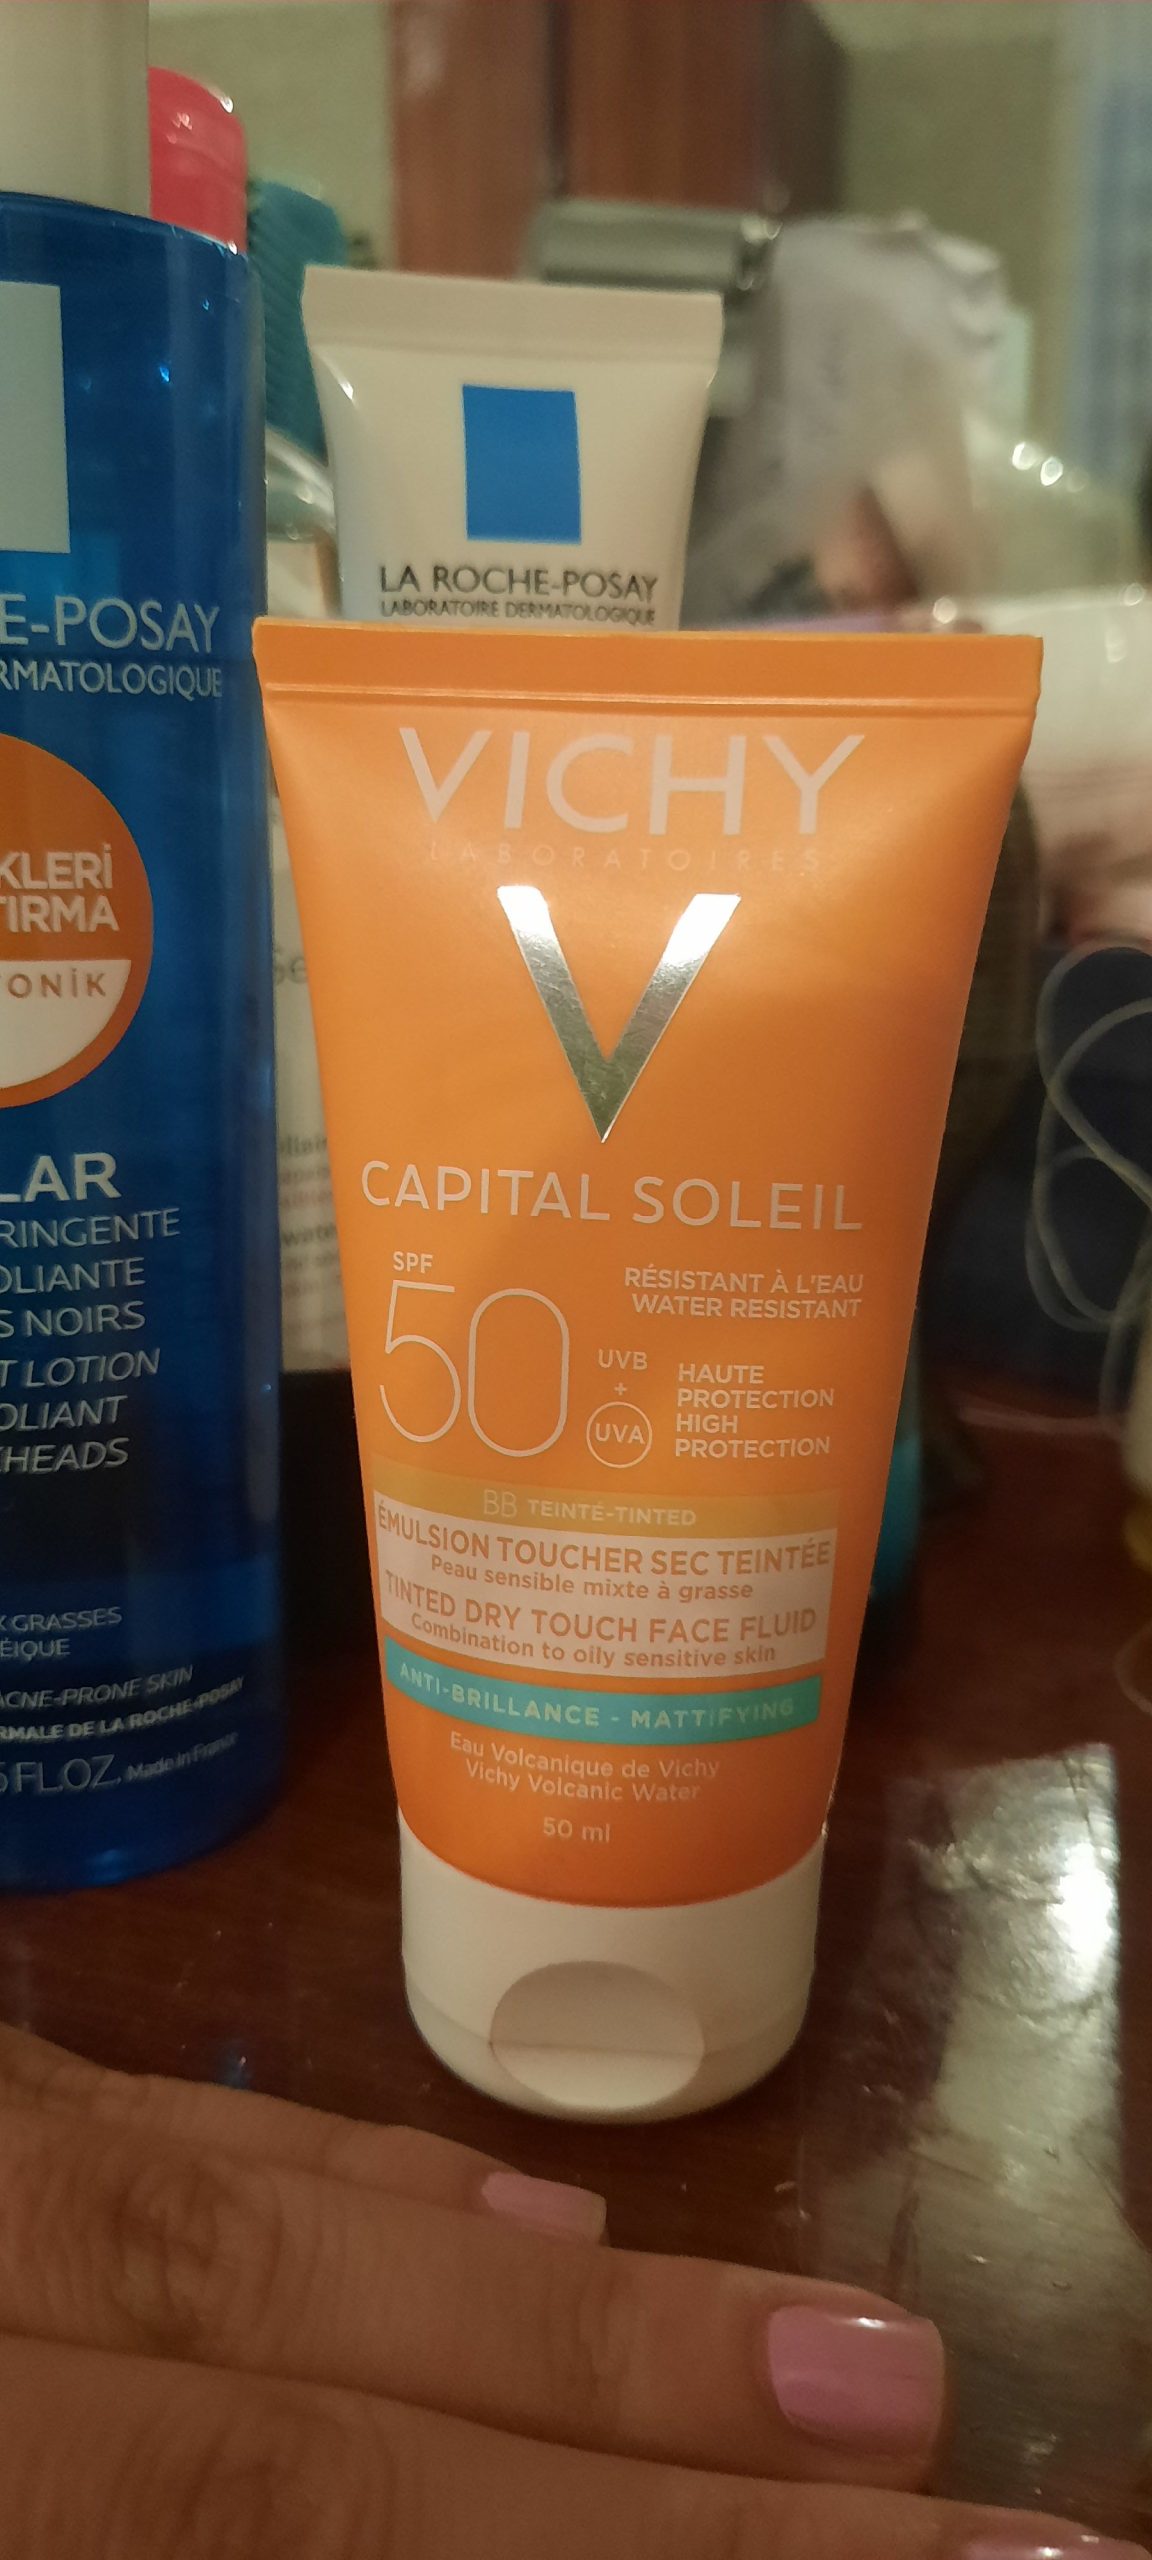 LA ROCHE-POSAY
LABORATOIRE DERMATOLOGIQUE
VICHY
LABORATOIRES
CAPITAL SOLEIL
SPF
50
RÉSISTANT À L'EAU
WATER RESISTANT
UVB
+
UVA
HAUTE
PROTECTION
HIGH
PROTECTION
BB TEINTÉ-TINTED
ÉMULSION TOUCHER SEC TEINTÉE
Peau sensible mixte à grasse
TINTED DRY TOUCH FACE FLUID
Combination to oily sensitive skin
ANTI-BRILLANCE - MATTIFYING
Eau Volcanique de Vichy
Vichy Volcanic Water
50 ml
E-POSAY
RMATOLOGIQUE
KLERİ
TIRMA
TONİK
LAR
RINGENTE
OLIANTE
S NOIRS
T LOTION
OLIANT
HEADS
X GRASSES
ÉIQUE
ACNE-PRONE SKIN
RMALE DE LA ROCHE-POSAY
FL.OZ. Made in France